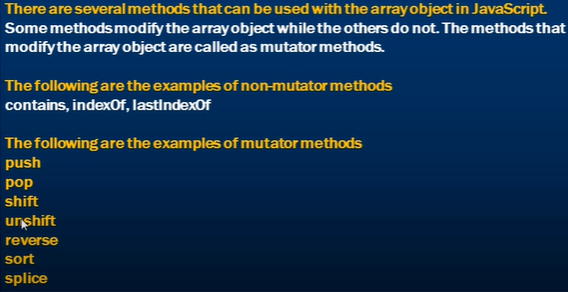 There are several methods that can be used with the array object in JavaScript.
Some methods modify the array object while the others do not. The methods that
modify the array object are called as mutator methods.
The following are the examples of non-mutator methods
contains, indexOf, lastIndexOf
The following are the examples of mutator methods
push
pop
shift
unshift
reverse
sort
splice